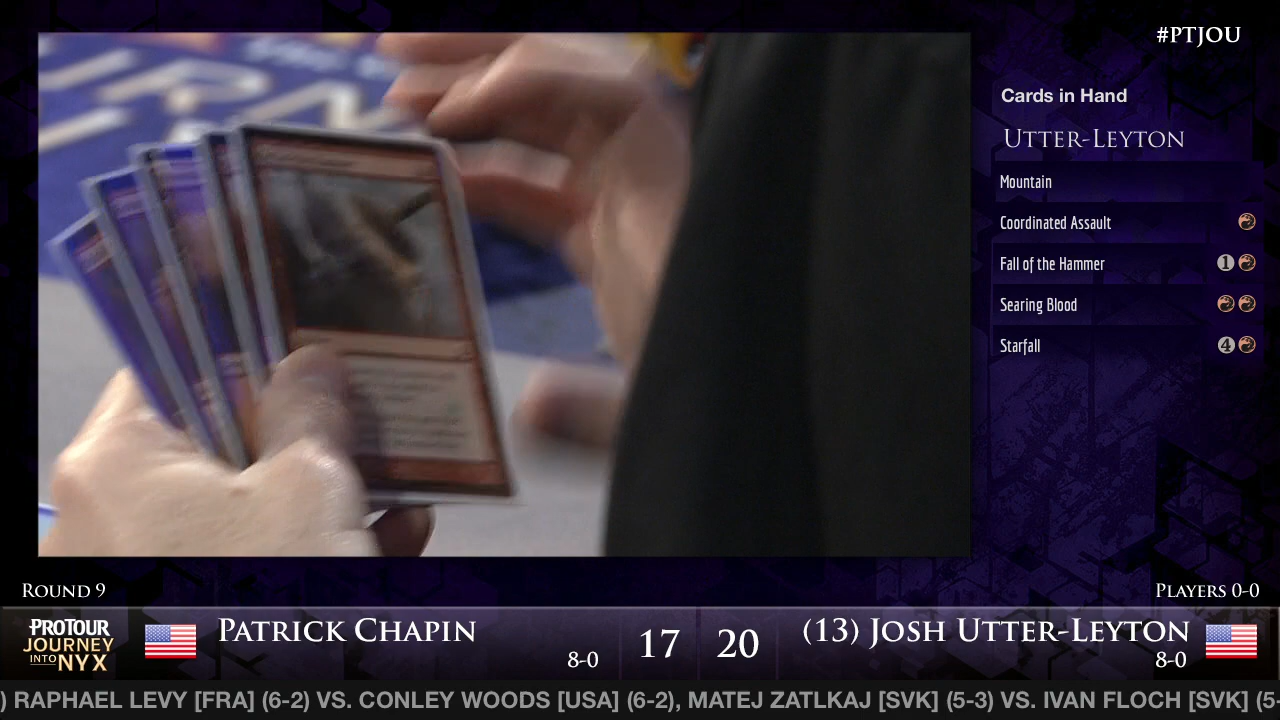 #PTJOU
Cards in Hand
UTTER-LEYTON
Mountain
Coordinated Assault
Fall of the Hammer 1
Searing Blood
Starfall 4
ROUND 9
PLAYERS 0-0
PROTOUR
JOURNEY
INTO NYX
PATRICK CHAPIN
8-0
17 20
(13) JOSH UTTER-LEYTON
8-0
) RAPHAEL LEVY [FRA] (6-2) VS. CONLEY WOODS [USA] (6-2), MATEJ ZATLKAJ [SVK] (5-3) VS. IVAN FLOCH [SVK] (5-